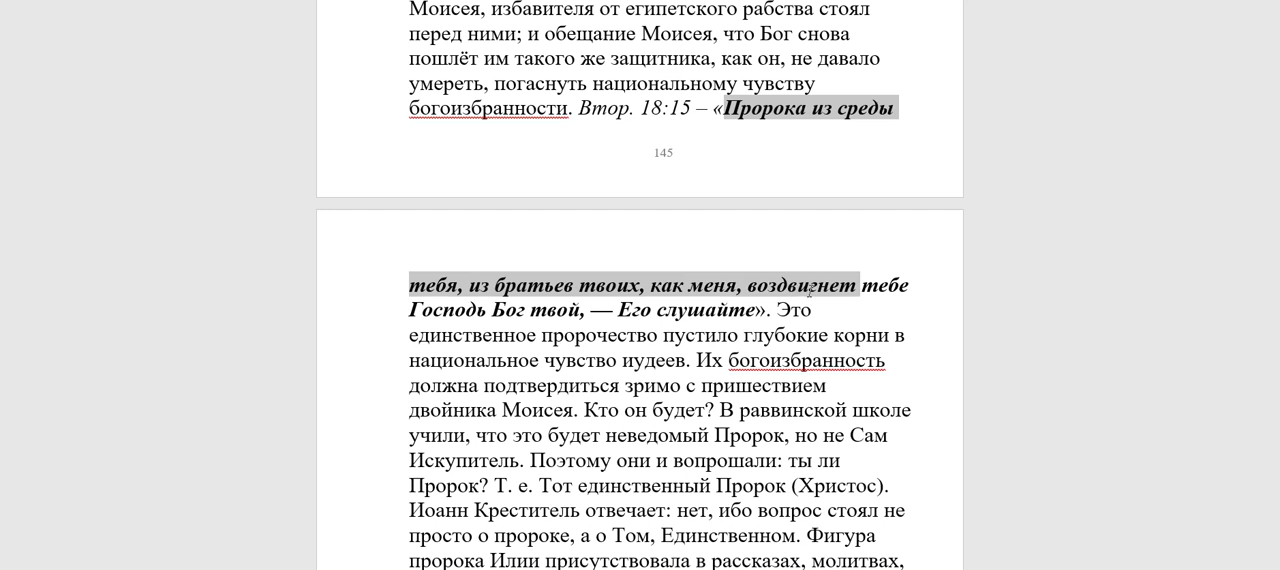 Моисея, избавителя от египетского рабства стоял
перед ними; и обещание Моисея, что Бог снова
пошлёт им такого же защитника, как он, не давало
умереть, погаснуть национальному чувству
богоизбранности. Втор. 18:15 – «Пророка из среды
145
тебя, из братьев твоих, как меня, воздвигнет тебе
Господь Бог твой, — Его слушайте». Это
единственное пророчество пустило глубокие корни в
национальное чувство иудеев. Их богоизбранность
должна подтвердиться зримо с пришествием
двойника Моисея. Кто он будет? В раввинской школе
учили, что это будет неведомый Пророк, но не Сам
Искупитель. Поэтому они и вопрошали: ты ли
Пророк? Т. е. Тот единственный Пророк (Христос).
Иоанн Креститель отвечает: нет, ибо вопрос стоял не
просто о пророке, а о Том, Единственном. Фигура
пророка Илии присутствовала в рассказах, молитвах,